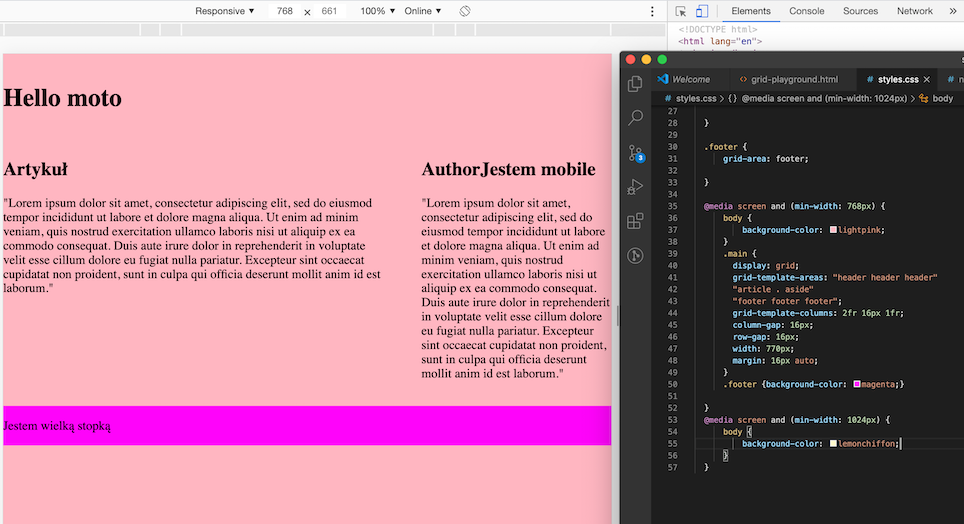 Responsive ▼ 768 × 661 100% ▼ Online ▼
Elements Console Sources Network »
<!DOCTYPE html>
<html lang="en">
Hello moto
Artykuł
"Lorem ipsum dolor sit amet, consectetur adipiscing elit, sed do eiusmod
tempor incididunt ut labore et dolore magna aliqua. Ut enim ad minim
veniam, quis nostrud exercitation ullamco laboris nisi ut aliquip ex ea
commodo consequat. Duis aute irure dolor in reprehenderit in voluptate
velit esse cillum dolore eu fugiat nulla pariatur. Excepteur sint occaecat
cupidatat non proident, sunt in culpa qui officia deserunt mollit anim id est
laborum."
AuthorJestem mobile
"Lorem ipsum dolor sit amet,
consectetur adipiscing elit, sed do
eiusmod tempor incididunt ut labore
et dolore magna aliqua. Ut enim ad
minim veniam, quis nostrud
exercitation ullamco laboris nisi ut
aliquip ex ea commodo consequat.
Duis aute irure dolor in reprehenderit
in voluptate velit esse cillum dolore
eu fugiat nulla pariatur. Excepteur
sint occaecat cupidatat non proident,
sunt in culpa qui officia deserunt
mollit anim id est laborum."
Jestem wielką stopką
Welcome grid-playground.html # styles.css × #
# styles.css > {} @media screen and (min-width: 1024px) > body
3
27
28 }
29
30 .footer {
31 grid-area: footer;
32
33 }
34
35 @media screen and (min-width: 768px) {
36 body {
37 background-color: lightpink;
38 }
39 .main {
40 display: grid;
41 grid-template-areas: "header header header"
42 "article . aside"
43 "footer footer footer";
44 grid-template-columns: 2fr 16px 1fr;
45 column-gap: 16px;
46 row-gap: 16px;
47 width: 770px;
48 margin: 16px auto;
49 }
50 .footer {background-color: magenta;}
51
52 }
53 @media screen and (min-width: 1024px) {
54 body {
55 background-color: lemonchiffon;
56 }
57 }